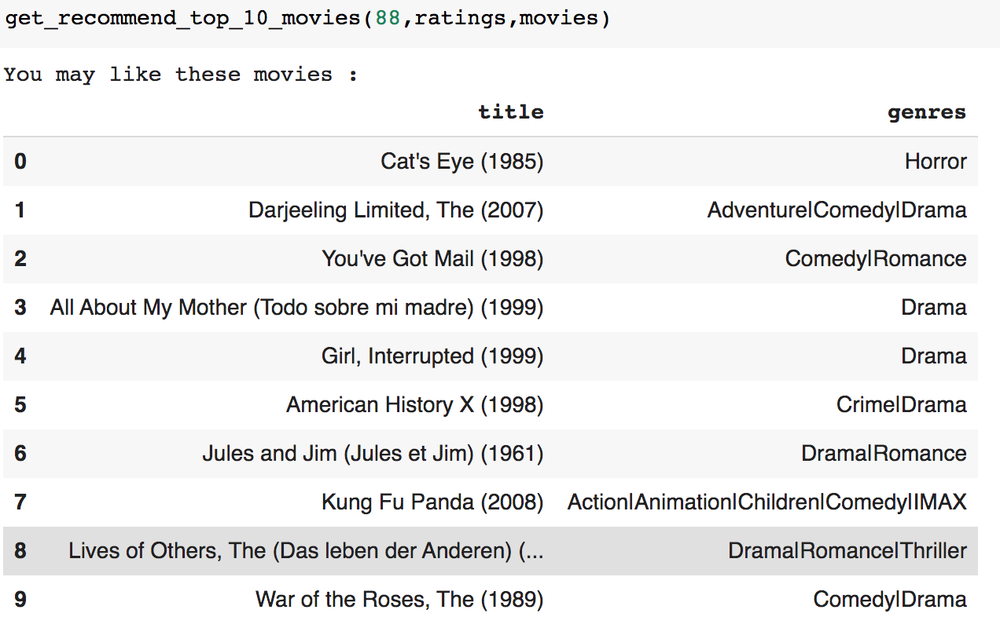 get_recommend_top_10_movies(88,ratings,movies)
You may like these movies :
title genres
0 Cat's Eye (1985) Horror
1 Darjeeling Limited, The (2007) Adventure|Comedy|Drama
2 You've Got Mail (1998) Comedy|Romance
3 All About My Mother (Todo sobre mi madre) (1999) Drama
4 Girl, Interrupted (1999) Drama
5 American History X (1998) Crime|Drama
6 Jules and Jim (Jules et Jim) (1961) Drama|Romance
7 Kung Fu Panda (2008) Action|Animation|Children|Comedy|IMAX
8 Lives of Others, The (Das leben der Anderen) (... Drama|Romance|Thriller
9 War of the Roses, The (1989) Comedy|Drama